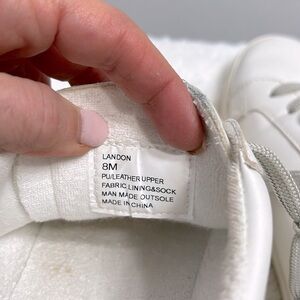 LANDON
8M
PU/LEATHER UPPER
FABRIC LINING&SOCK
MAN MADE OUTSOLE
MADE IN CHINA